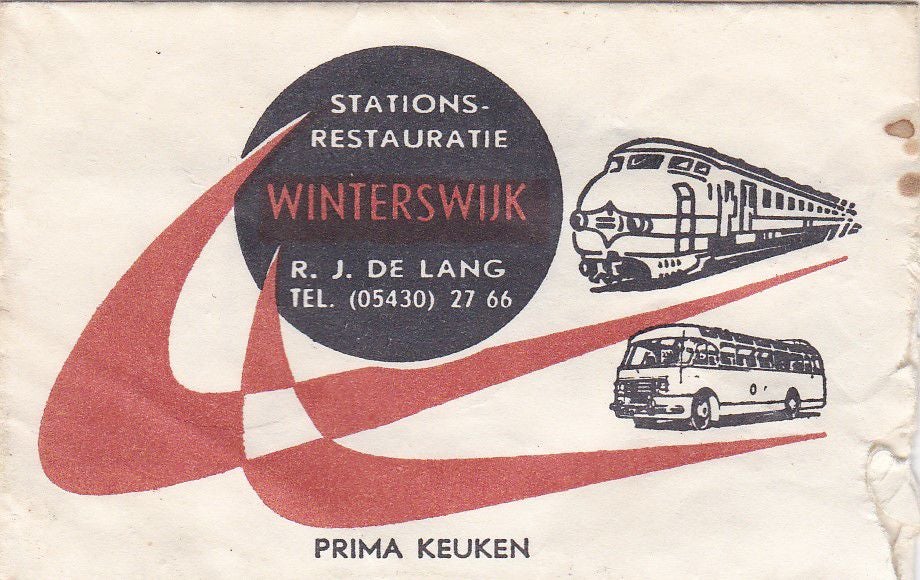 STATIONS-
RESTAURATIE
WINTERSWIJK
R. J. DE LANG
TEL. (05430) 27 66
PRIMA KEUKEN